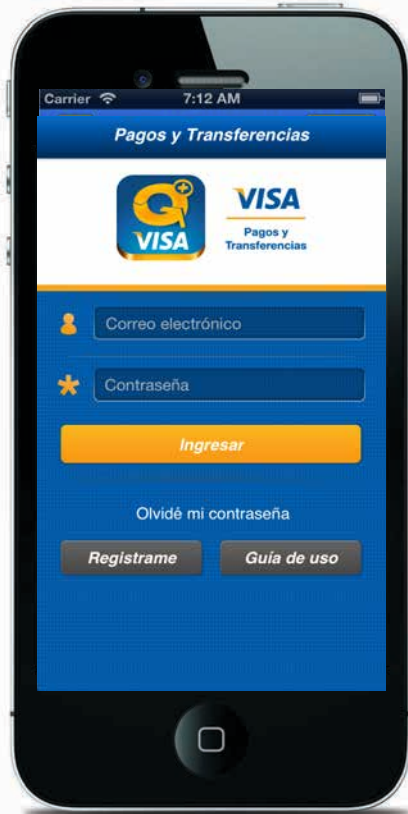 Carrier 7:12 AM
Pagos y Transferencias
Q+
VISA
VISA
Pagos y
Transferencias
Correo electrónico
Contraseña
Ingresar
Olvidé mi contraseña
Registrame
Guía de uso